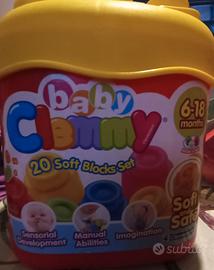 baby
Clemmy
6-18
months
20 Soft Blocks Set
Soft
Safe
Sensorial
Development
Manual
Abilities
Imagination
subito